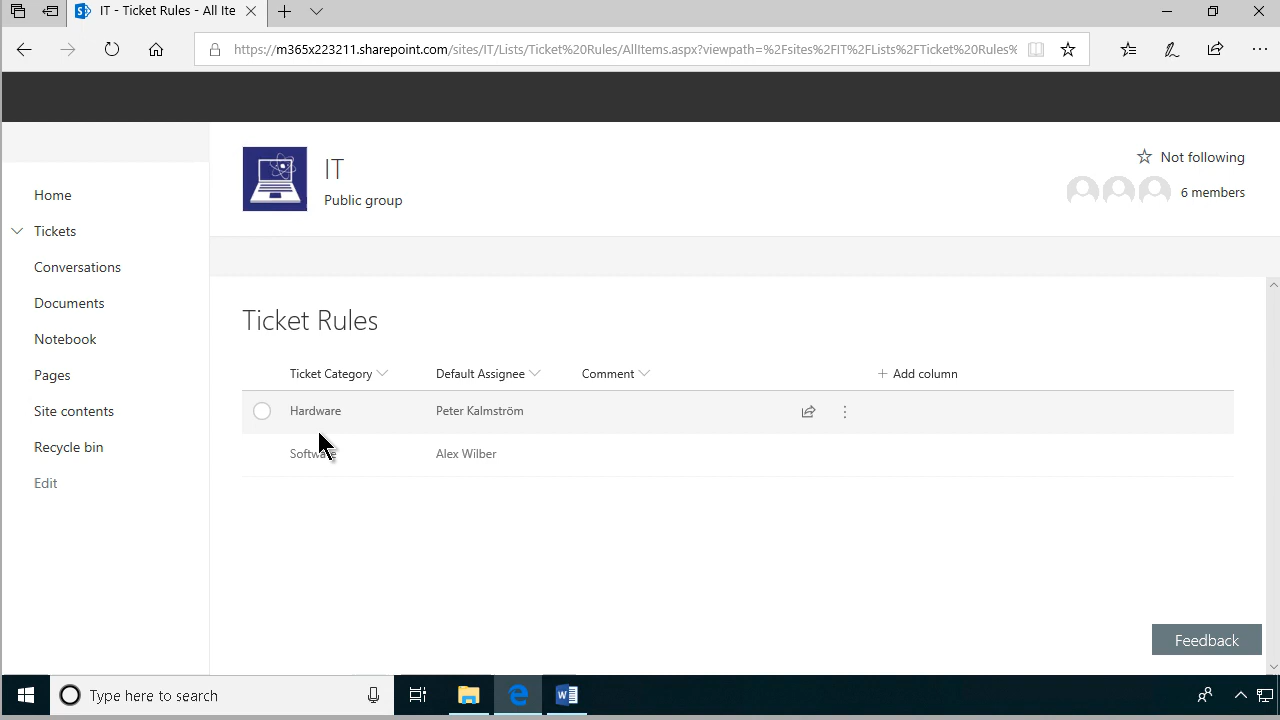 IT - Ticket Rules - All Ite
https://m365x223211.sharepoint.com/sites/IT/Lists/Ticket%20Rules/AllItems.aspx?viewpath=%2Fsites%2FIT%2FLists%2FTicket%20Rules%
IT
Public group
Not following
6 members
Home
Tickets
Conversations
Documents
Notebook
Pages
Site contents
Recycle bin
Edit
Ticket Rules
Ticket Category Default Assignee Comment + Add column
Hardware Peter Kalmström
Software Alex Wilber
Feedback
Type here to search